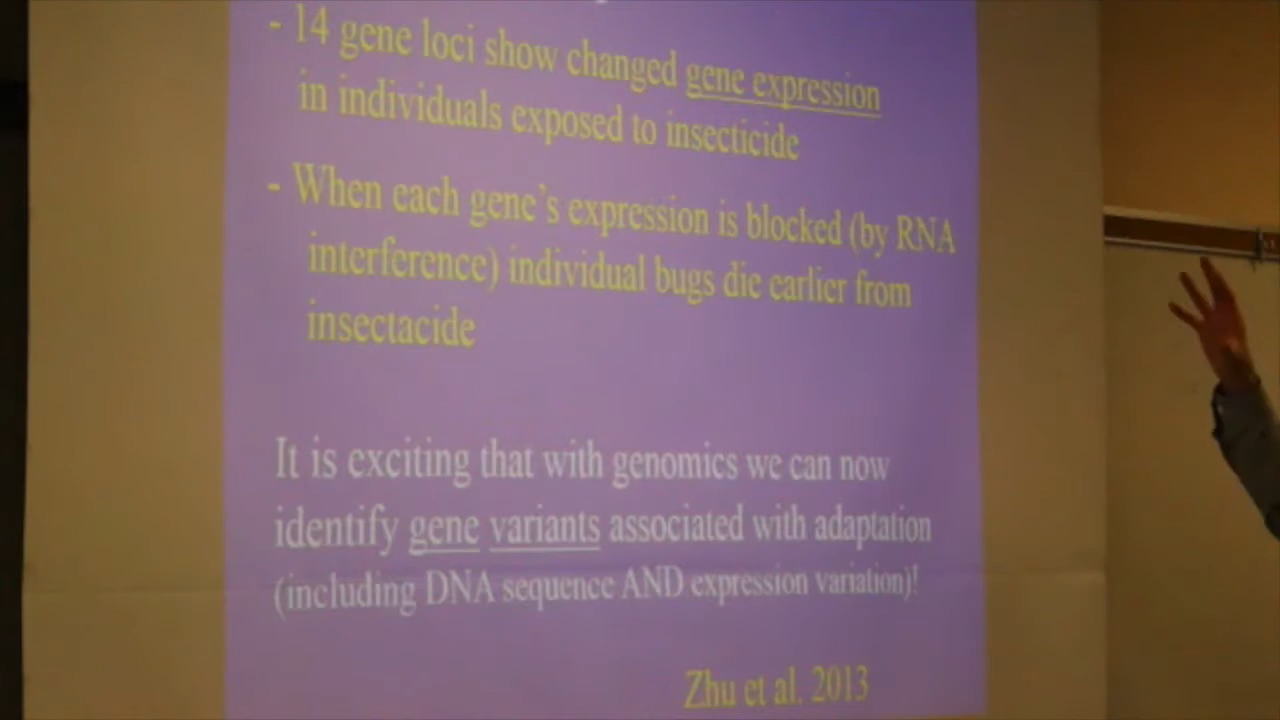 - 14 gene loci show changed gene expression
in individuals exposed to insecticide
- When each gene's expression is blocked (by RNA
interference) individual bugs die earlier from
insectacide
It is exciting that with genomics we can now
identify gene variants associated with adaptation
(including DNA sequence AND expression variation)!
Zhu et al. 2013